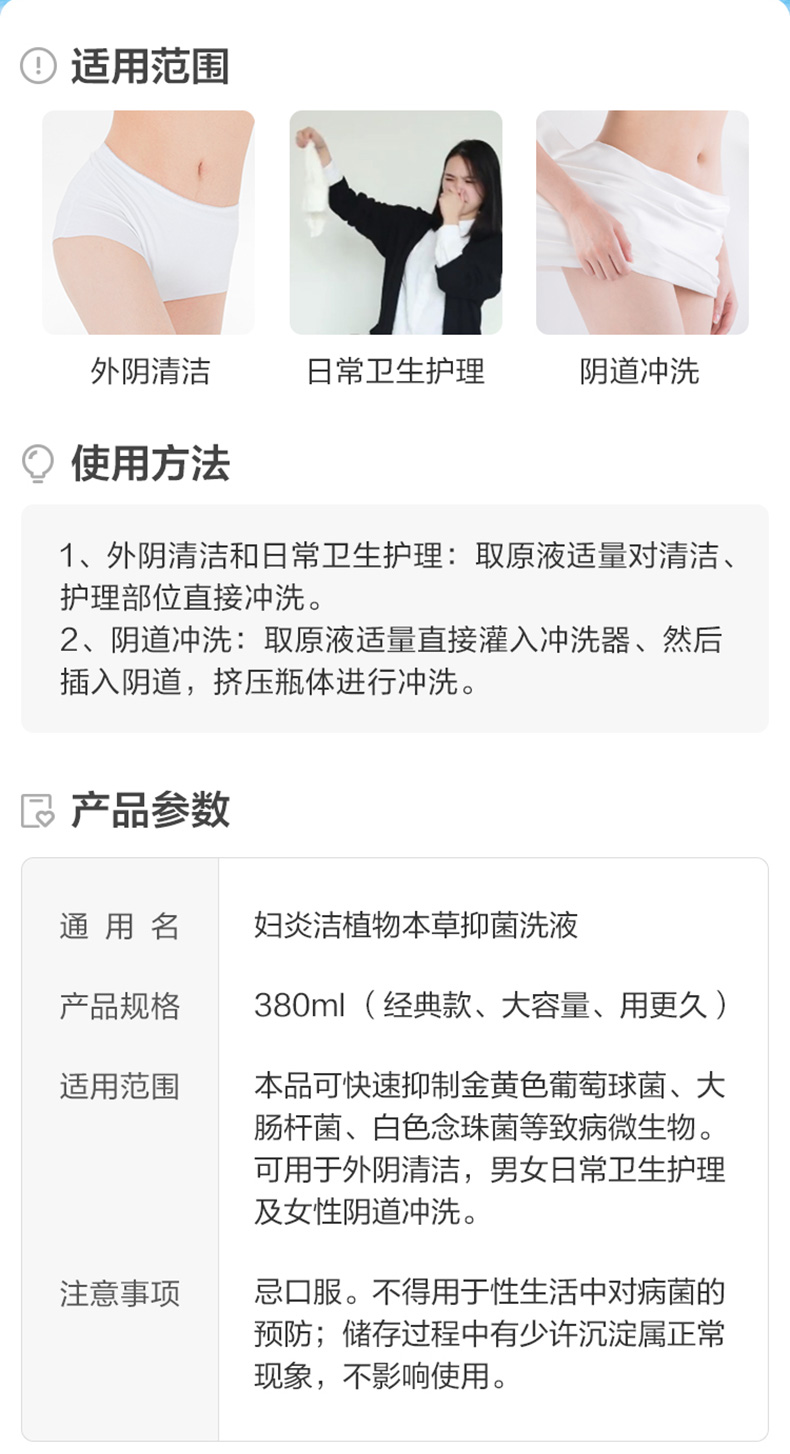 适用范围
外阴清洁
日常卫生护理
阴道冲洗
使用方法
1、外阴清洁和日常卫生护理：取原液适量对清洁、
护理部位直接冲洗。
2、阴道冲洗：取原液适量直接灌入冲洗器、然后
插入阴道，挤压瓶体进行冲洗。
产品参数
通用名 妇炎洁植物本草抑菌洗液
产品规格 380ml（经典款、大容量、用更久）
适用范围 本品可快速抑制金黄色葡萄球菌、大
肠杆菌、白色念珠菌等致病微生物。
可用于外阴清洁，男女日常卫生护理
及女性阴道冲洗。
注意事项 忌口服。不得用于性生活中对病菌的
预防；储存过程中有少许沉淀属正常
现象，不影响使用。